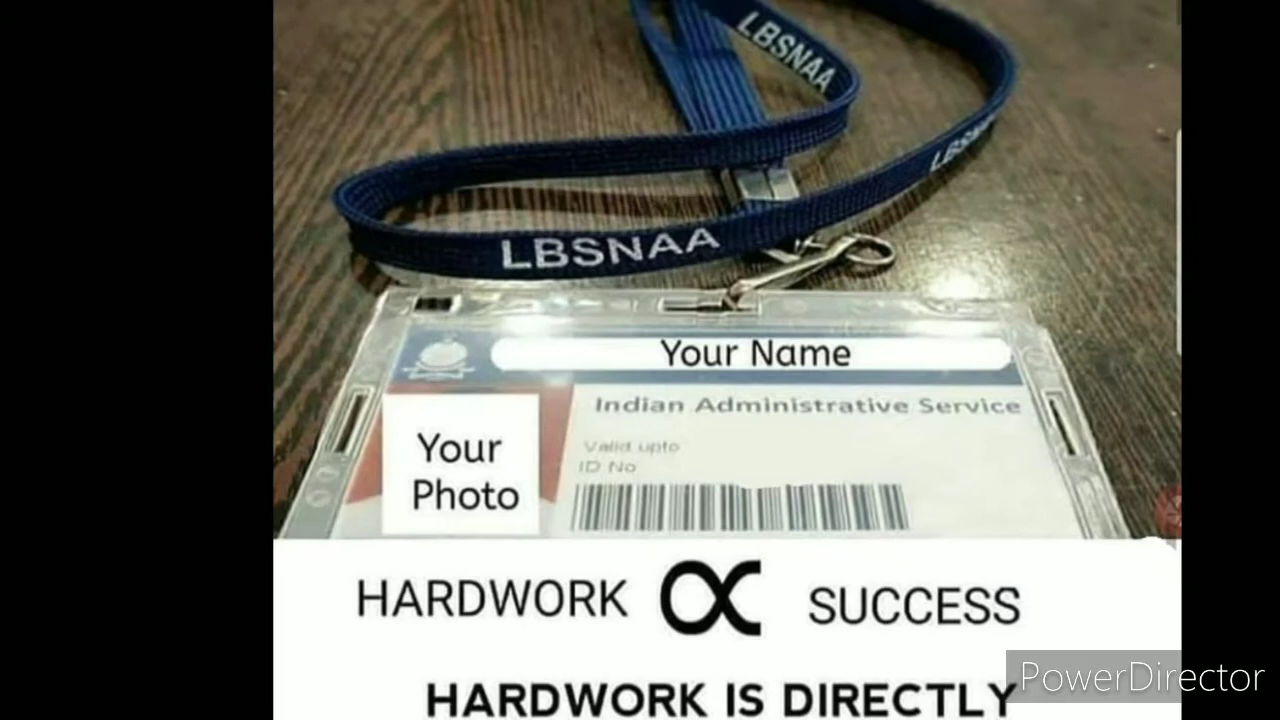 LBSNAA
LBSNAA
LBSNAA
Your Name
Indian Administrative Service
Your
Photo
Valid upto
ID No
HARDWORK ∝ SUCCESS
HARDWORK IS DIRECTLY
PowerDirector